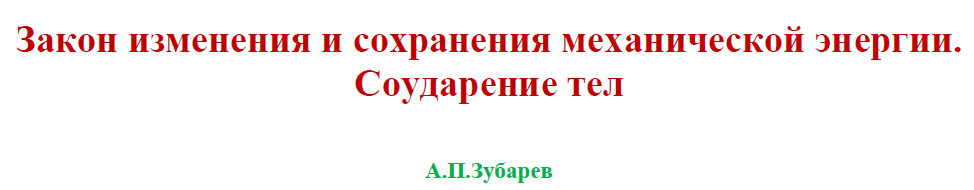 Закон изменения и сохранения механической энергии.
Соударение тел
А.П.Зубарев